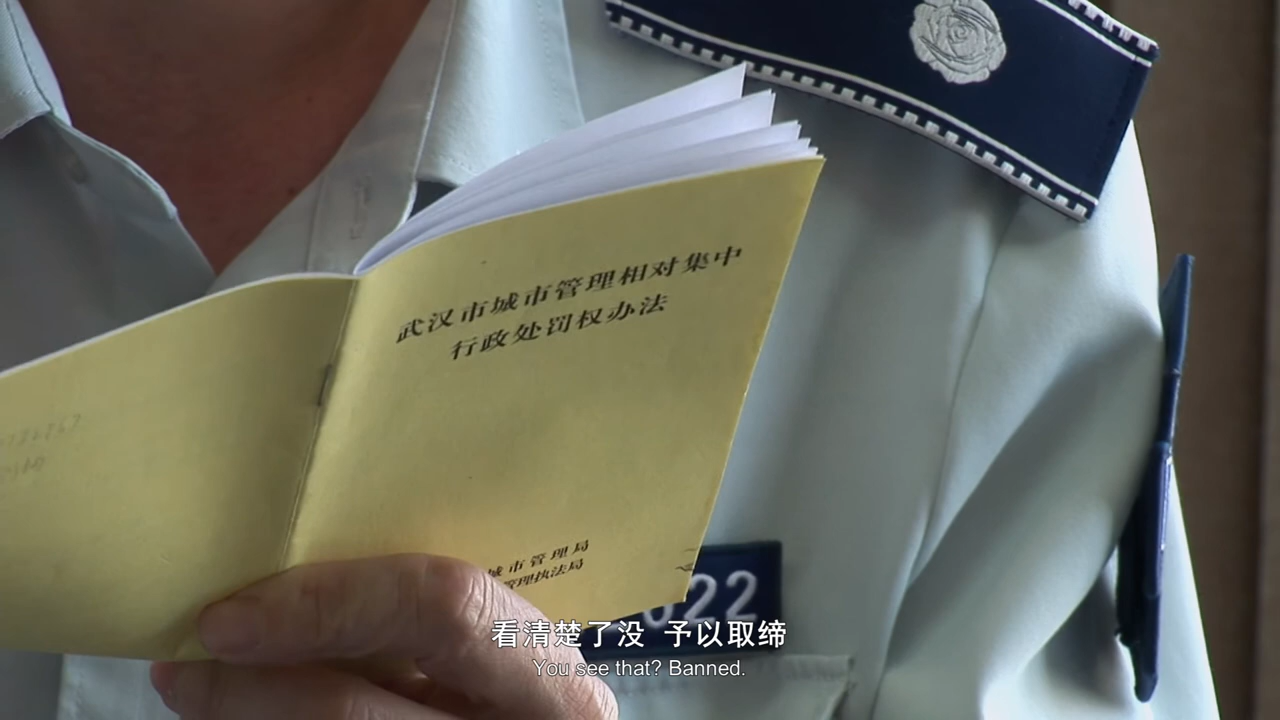 武汉市城市管理相对集中
行政处罚权办法
城市管理局
管理执法局
022
看清楚了没 予以取缔
You see that? Banned.